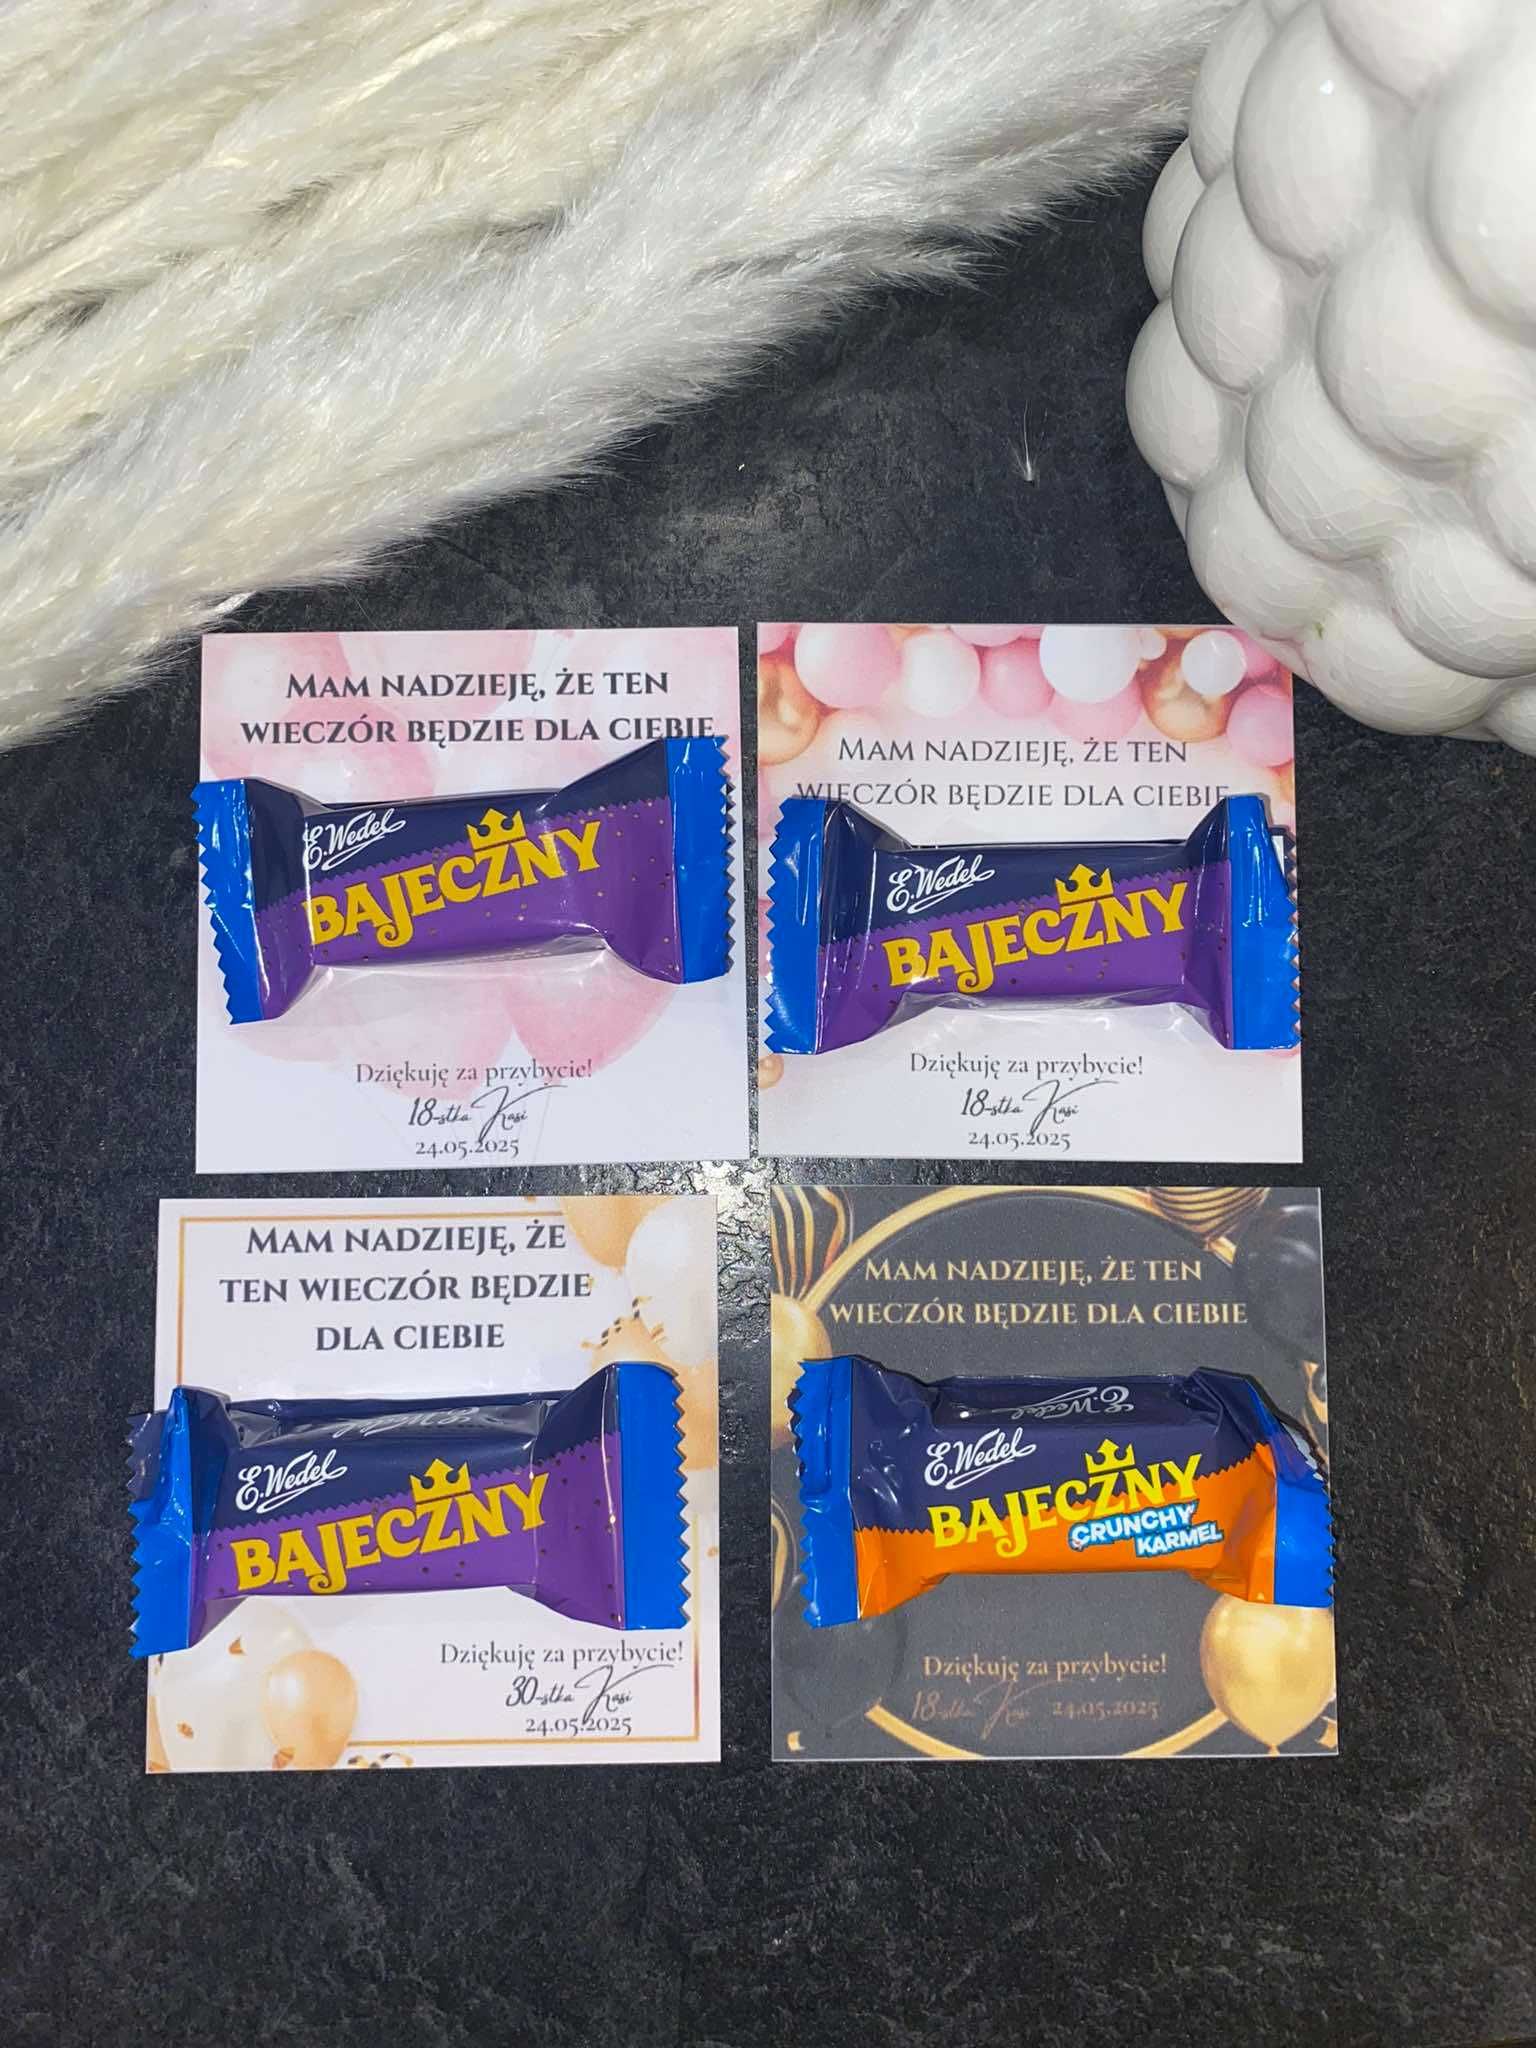 MAM NADZIEJĘ, ŻE TEN
WIECZÓR BĘDZIE DLA CIEBIE
E.Wedel
BAJECZNY
Dziękuję za przybycie!
18-stka Kasi
24.05.2025
MAM NADZIEJĘ, ŻE TEN
WIECZÓR BĘDZIE DLA CIEBIE
E.Wedel
BAJECZNY
Dziękuję za przybycie!
18-stka Kasi
24.05.2025
MAM NADZIEJĘ, ŻE
TEN WIECZÓR BĘDZIE
DLA CIEBIE
E.Wedel
E.Wedel
BAJECZNY
Dziękuję za przybycie!
30-stka Kasi
24.05.2025
MAM NADZIEJĘ, ŻE TEN
WIECZÓR BĘDZIE DLA CIEBIE
E.Wedel
E.Wedel
BAJECZNY
CRUNCHY
KARMEL
Dziękuję za przybycie!
18-stka Kasi 24.05.2025